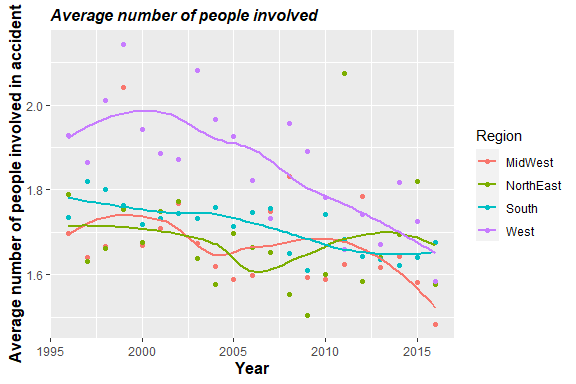 Average number of people involved
Average number of people involved in accident
2.0
1.8
1.6
1995
2000
2005
2010
2015
Year
Region
MidWest
NorthEast
South
West